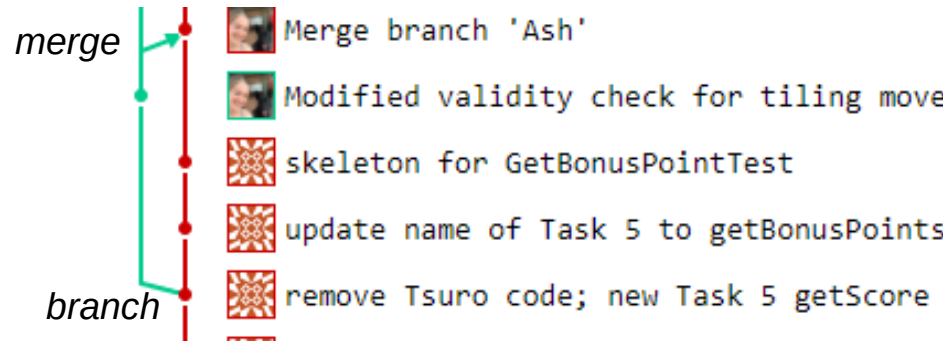 merge
Merge branch 'Ash'
Modified validity check for tiling move
skeleton for GetBonusPointTest
update name of Task 5 to getBonusPoints
remove Tsuro code; new Task 5 getScore
branch